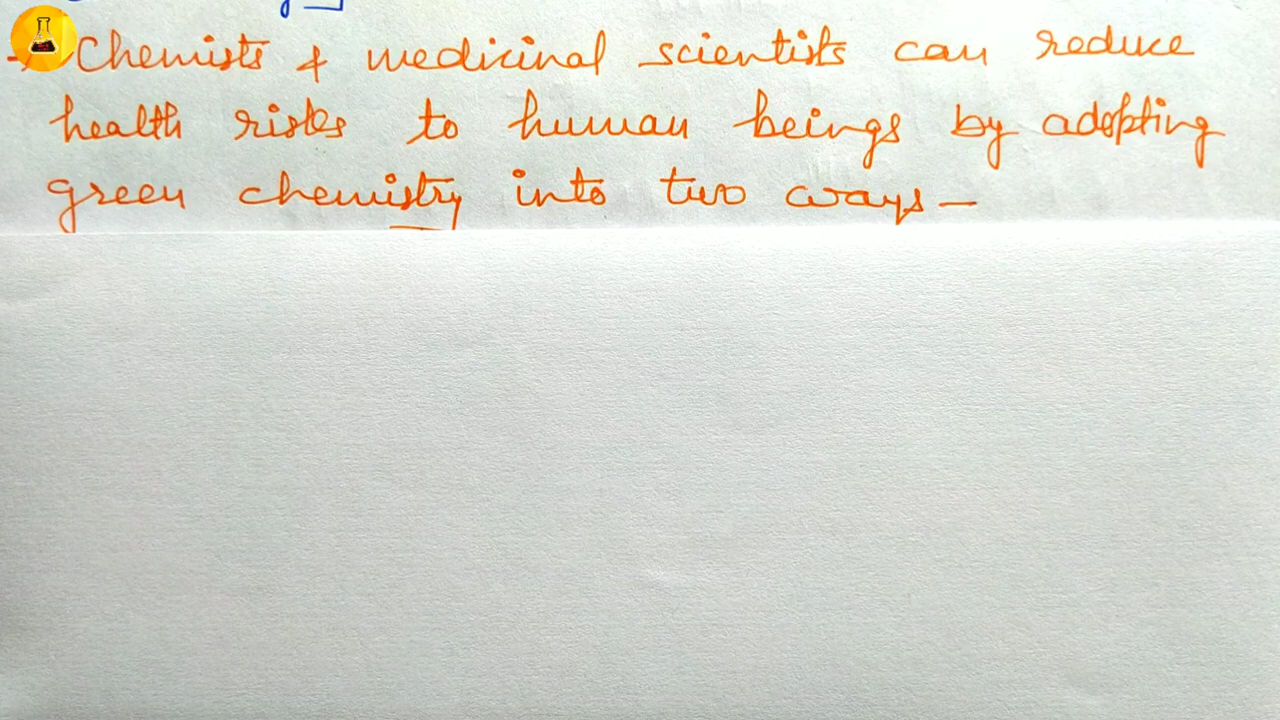 → Chemists & medicinal scientists can reduce
health risks to human beings by adopting
green chemistry into two ways –